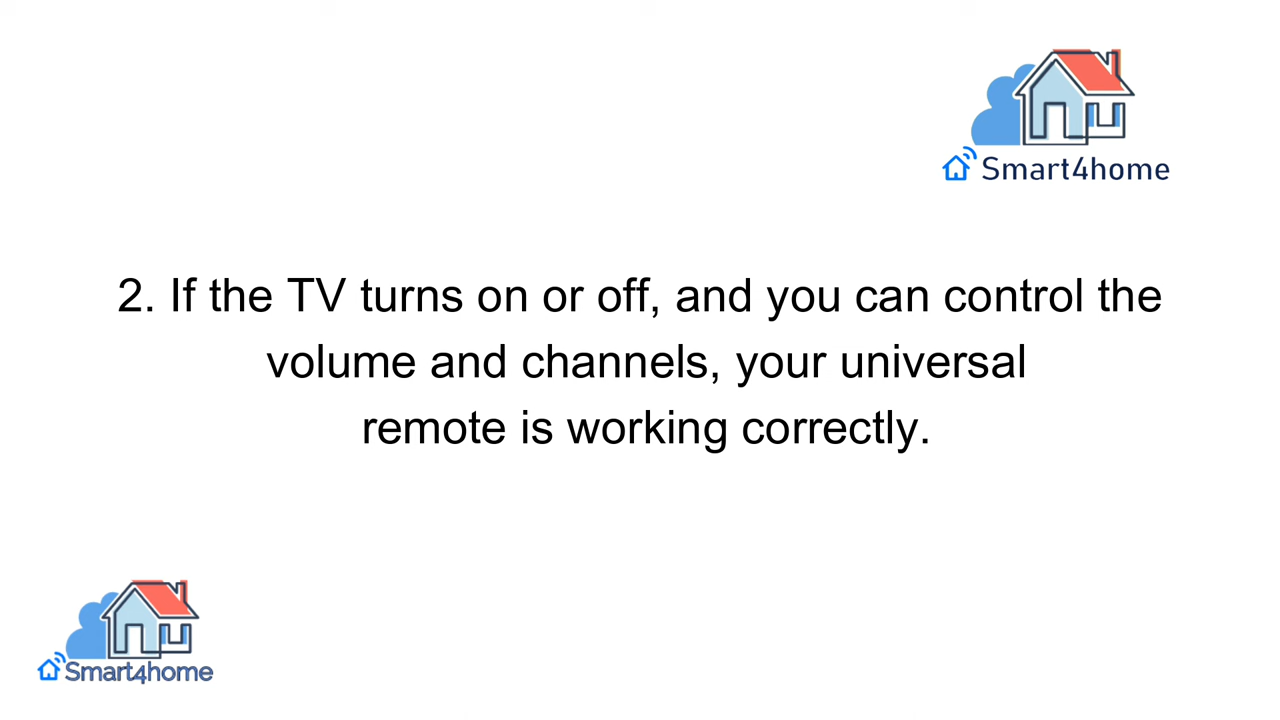 Smart4home
2. If the TV turns on or off, and you can control the
volume and channels, your universal
remote is working correctly.
Smart4home